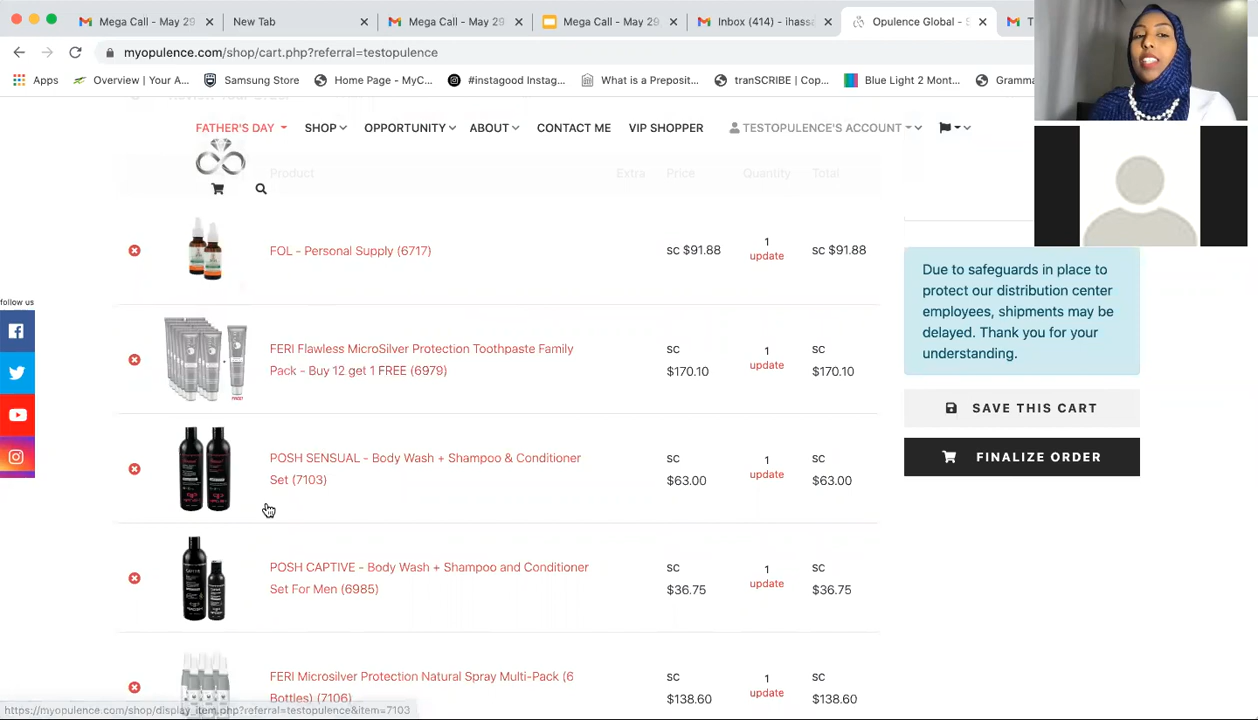 Mega Call - May 29
New Tab
Mega Call - May 29
Mega Call - May 29
Inbox (414) - ihass
Opulence Global - S
T
myopulence.com/shop/cart.php?referral=testopulence
Apps
Overview | Your A...
Samsung Store
Home Page - MyC...
#instagood Instag...
What is a Preposit...
tranSCRIBE | Cop...
Blue Light 2 Mont...
Gramma
Review Your Order
FATHER'S DAY
SHOP
OPPORTUNITY
ABOUT
CONTACT ME
VIP SHOPPER
TESTOPULENCE'S ACCOUNT
Product
Extra
Price
Quantity
Total
FOL - Personal Supply (6717)
SC $91.88
1
update
SC $91.88
FERI Flawless MicroSilver Protection Toothpaste Family
Pack - Buy 12 get 1 FREE (6979)
SC
$170.10
1
update
SC
$170.10
POSH SENSUAL - Body Wash + Shampoo & Conditioner
Set (7103)
SC
$63.00
1
update
SC
$63.00
POSH CAPTIVE - Body Wash + Shampoo and Conditioner
Set For Men (6985)
SC
$36.75
1
update
SC
$36.75
FERI Microsilver Protection Natural Spray Multi-Pack (6
Bottles) (7106)
SC
$138.60
1
update
SC
$138.60
follow us
Due to safeguards in place to
protect our distribution center
employees, shipments may be
delayed. Thank you for your
understanding.
SAVE THIS CART
FINALIZE ORDER
https://myopulence.com/shop/display_item.php?referral=testopulence&item=7103